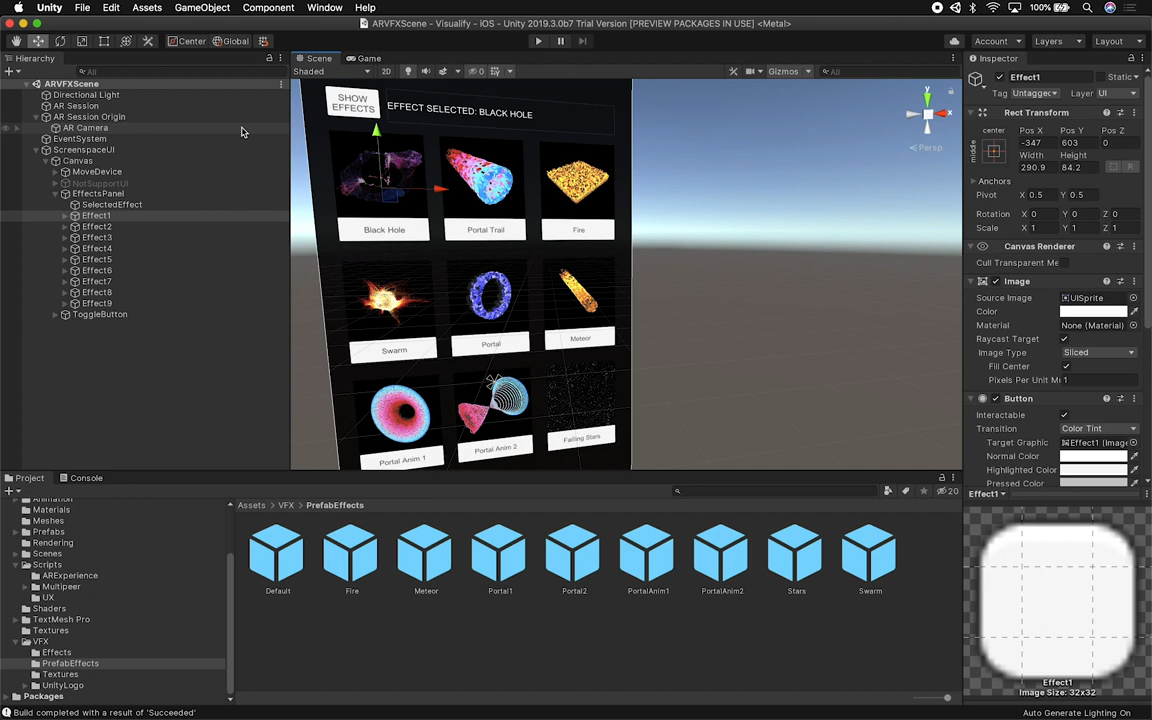 Unity File Edit Assets GameObject Component Window Help 100%
ARVFXScene - Visualify - iOS - Unity 2019.3.0b7 Trial Version [PREVIEW PACKAGES IN USE] <Metal>
Center Global Account Layers Layout
Hierarchy
All
ARVFXScene
Directional Light
AR Session
AR Session Origin
AR Camera
EventSystem
ScreenspaceUI
Canvas
MoveDevice
NotSupportUI
EffectsPanel
SelectedEffect
Effect1
Effect2
Effect3
Effect4
Effect5
Effect6
Effect7
Effect8
Effect9
ToggleButton
Scene Game
Shaded 2D 0 Gizmos All
SHOW
EFFECTS
EFFECT SELECTED: BLACK HOLE
y
x
Persp
Black Hole Portal Trail Fire
Swarm Portal Meteor
Portal Anim 1 Portal Anim 2 Falling Stars
Inspector
Effect1 Static
Tag Untagged Layer UI
Rect Transform
center Pos X Pos Y Pos Z
middle -347 603 0
Width Height
290.9 84.2
R
Anchors
Pivot X 0.5 Y 0.5
Rotation X 0 Y 0 Z 0
Scale X 1 Y 1 Z 1
Canvas Renderer
Cull Transparent Me
Image
Source Image UISprite
Color
Material None (Material)
Raycast Target
Image Type Sliced
Fill Center
Pixels Per Unit M 1
Button
Interactable
Transition Color Tint
Target Graphic Effect1 (Image
Normal Color
Highlighted Color
Pressed Color
Effect1
Effect1
Image Size: 32x32
Project Console
20
Animation
Materials
Meshes
Prefabs
Rendering
Scenes
Scripts
ARExperience
Multipeer
UX
Shaders
TextMesh Pro
Textures
VFX
Effects
PrefabEffects
Textures
UnityLogo
Packages
Assets > VFX > PrefabEffects
Default Fire Meteor Portal1 Portal2 PortalAnim1 PortalAnim2 Stars Swarm
Build completed with a result of 'Succeeded' Auto Generate Lighting On